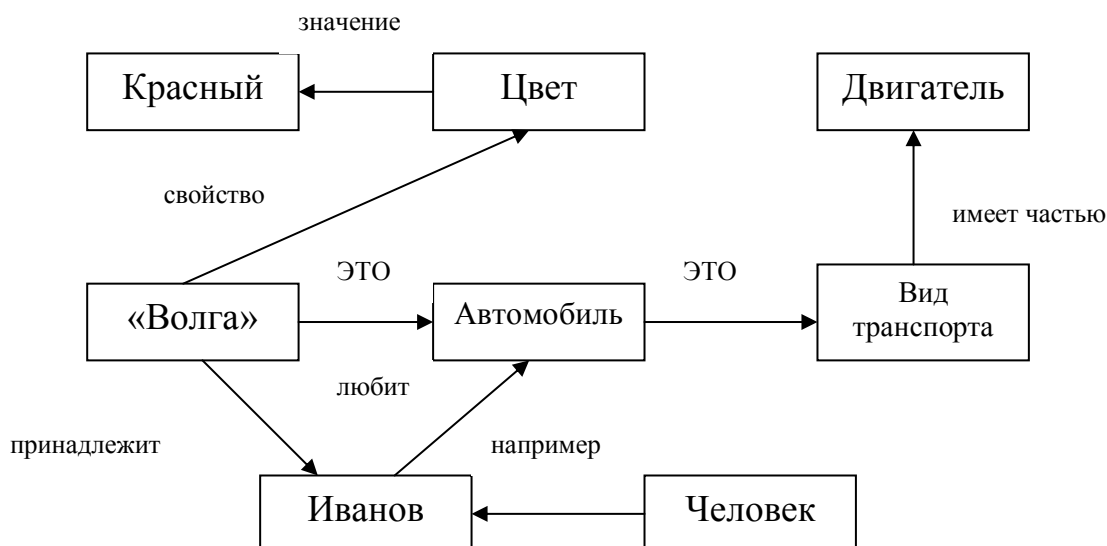 значение
Красный
Цвет
Двигатель
свойство
имеет частью
ЭТО
ЭТО
«Волга»
Автомобиль
Вид
транспорта
любит
принадлежит
например
Иванов
Человек